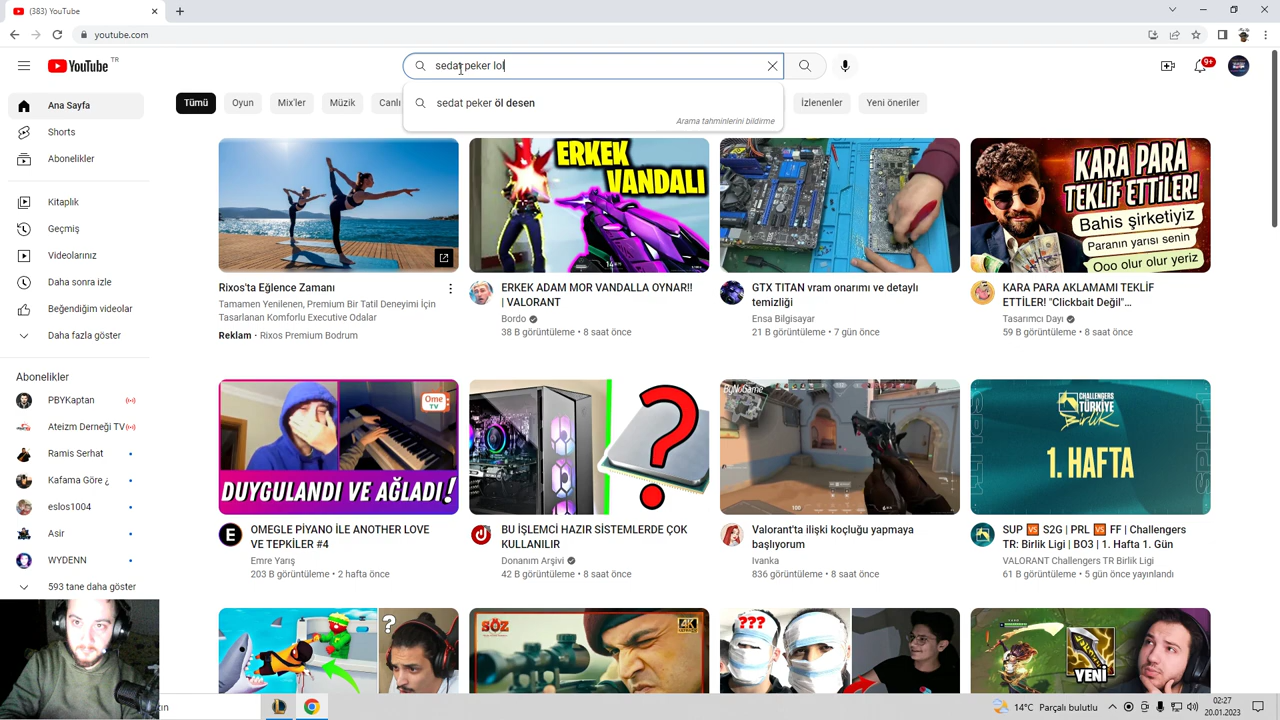 (383) YouTube
youtube.com
YouTube TR
sedat peker lol
9+
sedat peker öl desen
Arama tahminlerini bildirme
Tümü
Oyun
Mix'ler
Müzik
Canlı
İzlenenler
Yeni öneriler
Ana Sayfa
Shorts
Abonelikler
Kitaplık
Geçmiş
Videolarınız
Daha sonra izle
Beğendiğim videolar
Daha fazla göster
Abonelikler
PBYKaptan
Ateizm Derneği TV
Ramis Serhat
Kafama Göre ¿
eslos1004
Asir
WYDENN
593 tane daha göster
ERKEK
VANDALI
KARA PARA
TEKLİF ETTİLER!
Bahis şirketiyiz
Paranın yarısı senin
Ooo olur olur yeriz
Rixos'ta Eğlence Zamanı
Tamamen Yenilenen, Premium Bir Tatil Deneyimi İçin
Tasarlanan Komforlu Executive Odalar
Reklam · Rixos Premium Bodrum
ERKEK ADAM MOR VANDALLA OYNAR!!
| VALORANT
Bordo
38 B görüntüleme • 8 saat önce
GTX TITAN vram onarımı ve detaylı
temizliği
Ensa Bilgisayar
21 B görüntüleme • 7 gün önce
KARA PARA AKLAMAMI TEKLİF
ETTİLER! "Clickbait Değil"...
Tasarımcı Dayı
59 B görüntüleme • 8 saat önce
Ome
TV
DUYGULANDI VE AĞLADI!
?
ByNoGame
CHALLENGERS
TÜRKİYE
Birlik
1. HAFTA
OMEGLE PİYANO İLE ANOTHER LOVE
VE TEPKİLER #4
Emre Yarış
203 B görüntüleme • 2 hafta önce
BU İŞLEMCİ HAZIR SİSTEMLERDE ÇOK
KULLANILIR
Donanım Arşivi
42 B görüntüleme • 8 saat önce
Valorant'ta ilişki koçluğu yapmaya
başlıyorum
Ivanka
836 görüntüleme • 8 saat önce
SUP 🆚 S2G | PRL 🆚 FF | Challengers
TR: Birlik Ligi | BO3 | 1. Hafta 1. Gün
VALORANT Challengers TR Birlik Ligi
61 B görüntüleme • 5 gün önce yayınlandı
?
SÖZ
4K
???
YENİ
14°C Parçalı bulutlu
02:27
20.01.2023